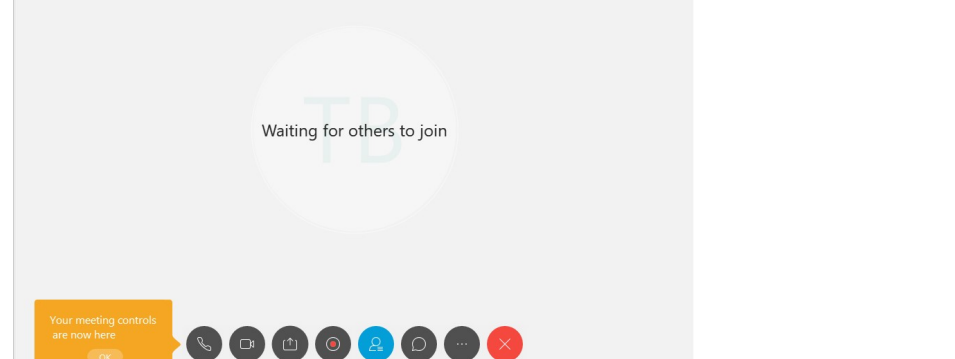 TB
Waiting for others to join
Your meeting controls
are now here
OK